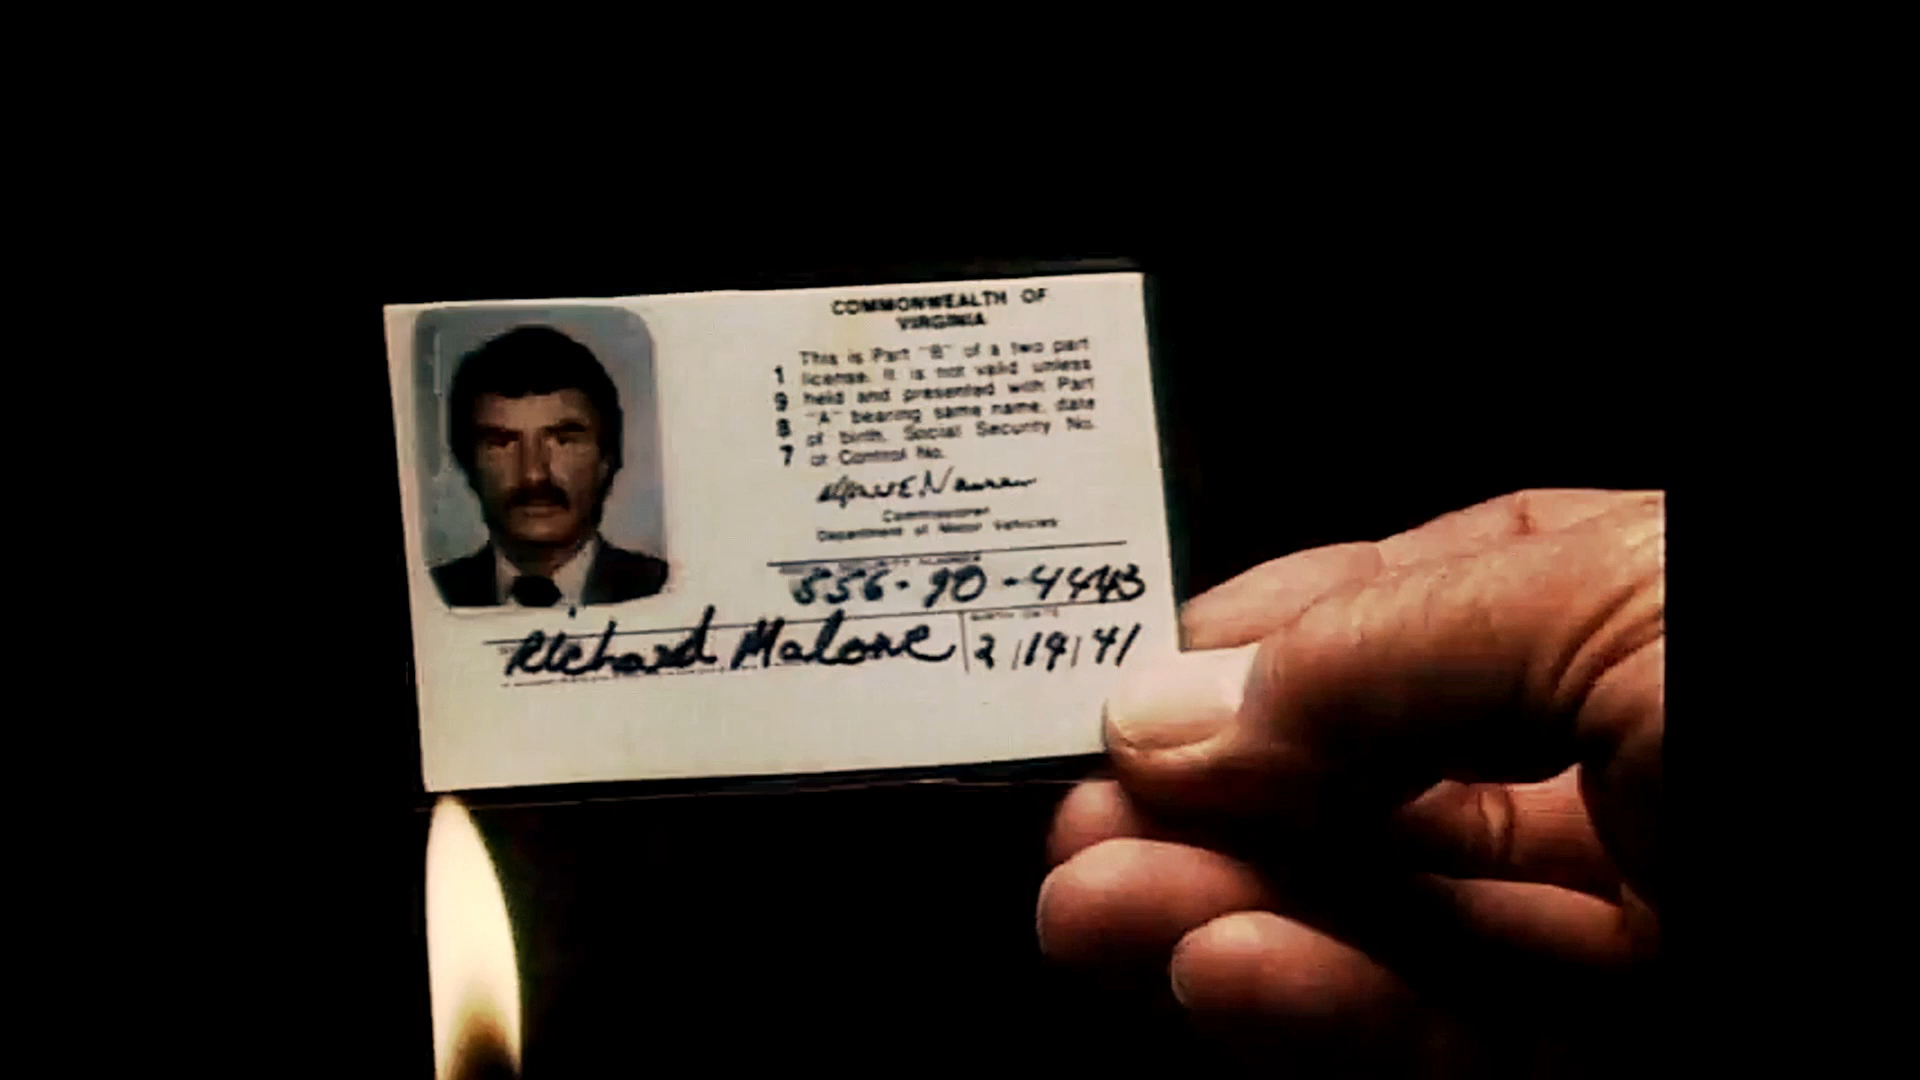 COMMONWEALTH OF
VIRGINIA
This is Part "B" of a two part
1 license. It is not valid unless
9 held and presented with Part
8 "A" bearing same name, date
of birth, Social Security No.
7 or Control No.
Commissioner
Department of Motor Vehicles
556-90-4443
Richard Malone
BIRTH DATE
2/19/41